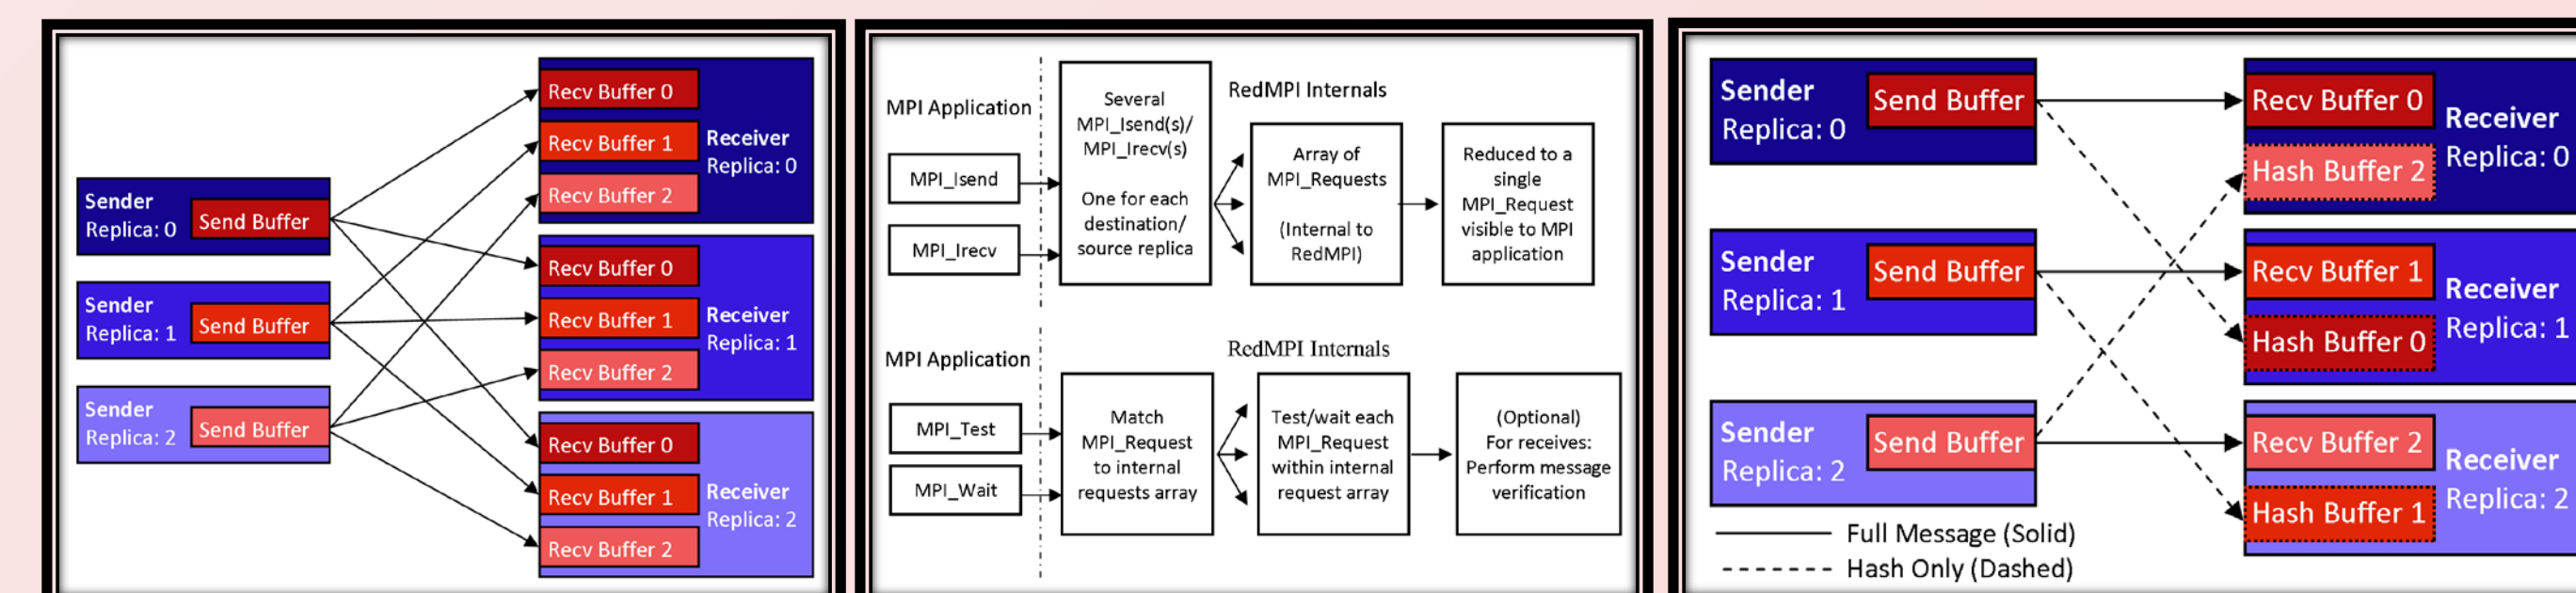 Sender
Replica: 0
Send Buffer
Sender
Replica: 1
Send Buffer
Sender
Replica: 2
Send Buffer
Recv Buffer 0
Recv Buffer 1
Recv Buffer 2
Receiver
Replica: 0
Recv Buffer 0
Recv Buffer 1
Recv Buffer 2
Receiver
Replica: 1
Recv Buffer 0
Recv Buffer 1
Recv Buffer 2
Receiver
Replica: 2
MPI Application
MPI_Isend
MPI_Irecv
Several
MPI_Isend(s)/
MPI_Irecv(s)
One for each
destination/
source replica
RedMPI Internals
Array of
MPI_Requests
(Internal to
RedMPI)
Reduced to a
single
MPI_Request
visible to MPI
application
MPI Application
MPI_Test
MPI_Wait
Match
MPI_Request
to internal
requests array
RedMPI Internals
Test/wait each
MPI_Request
within internal
request array
(Optional)
For receives:
Perform message
verification
Sender
Replica: 0
Send Buffer
Sender
Replica: 1
Send Buffer
Sender
Replica: 2
Send Buffer
Recv Buffer 0
Hash Buffer 2
Receiver
Replica: 0
Recv Buffer 1
Hash Buffer 0
Receiver
Replica: 1
Recv Buffer 2
Hash Buffer 1
Receiver
Replica: 2
Full Message (Solid)
Hash Only (Dashed)